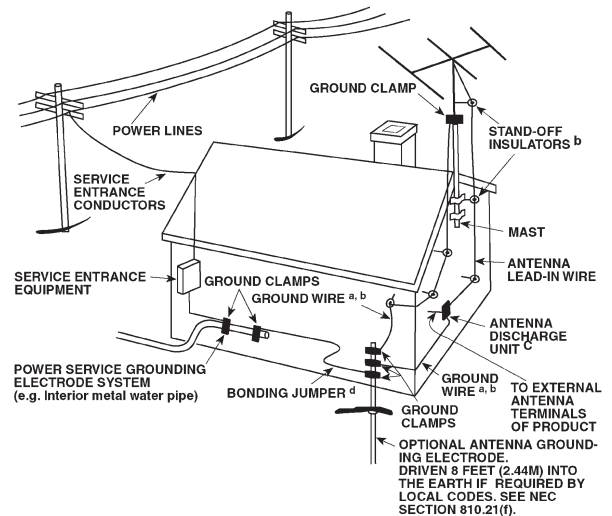 GROUND CLAMP
POWER LINES
STAND-OFF
INSULATORS b
SERVICE
ENTRANCE
CONDUCTORS
MAST
ANTENNA
LEAD-IN WIRE
SERVICE ENTRANCE
EQUIPMENT
GROUND CLAMPS
GROUND WIRE a, b
ANTENNA
DISCHARGE
UNIT C
POWER SERVICE GROUNDING
ELECTRODE SYSTEM
(e.g. Interior metal water pipe)
BONDING JUMPER d
GROUND
WIRE a, b
TO EXTERNAL
ANTENNA
TERMINALS
OF PRODUCT
GROUND
CLAMPS
OPTIONAL ANTENNA GROUND-
ING ELECTRODE.
DRIVEN 8 FEET (2.44M) INTO
THE EARTH IF REQUIRED BY
LOCAL CODES. SEE NEC
SECTION 810.21(f).